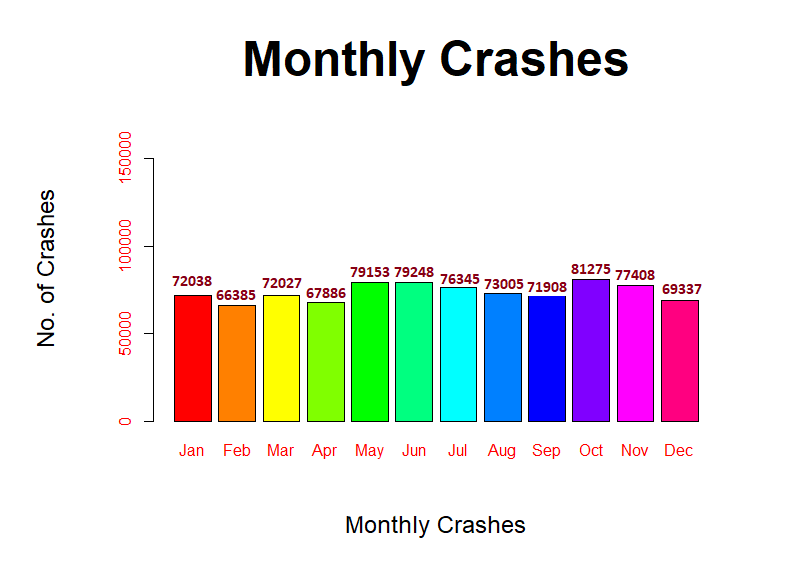 Monthly Crashes
No. of Crashes
150000
100000
50000
0
72038 66385 72027 67886 79153 79248 76345 73005 71908 81275 77408 69337
Jan Feb Mar Apr May Jun Jul Aug Sep Oct Nov Dec
Monthly Crashes